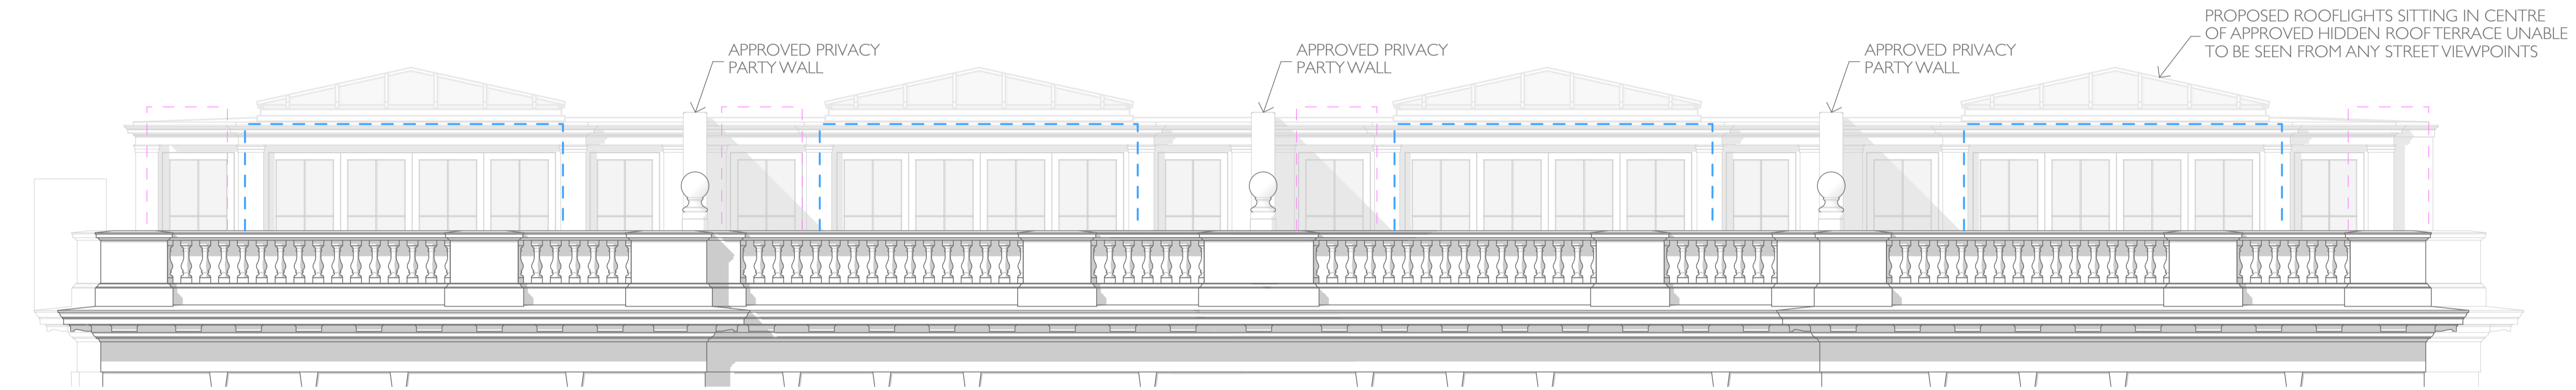 APPROVED PRIVACY
PARTY WALL
APPROVED PRIVACY
PARTY WALL
APPROVED PRIVACY
PARTY WALL
PROPOSED ROOFLIGHTS SITTING IN CENTRE
OF APPROVED HIDDEN ROOF TERRACE UNABLE
TO BE SEEN FROM ANY STREET VIEWPOINTS